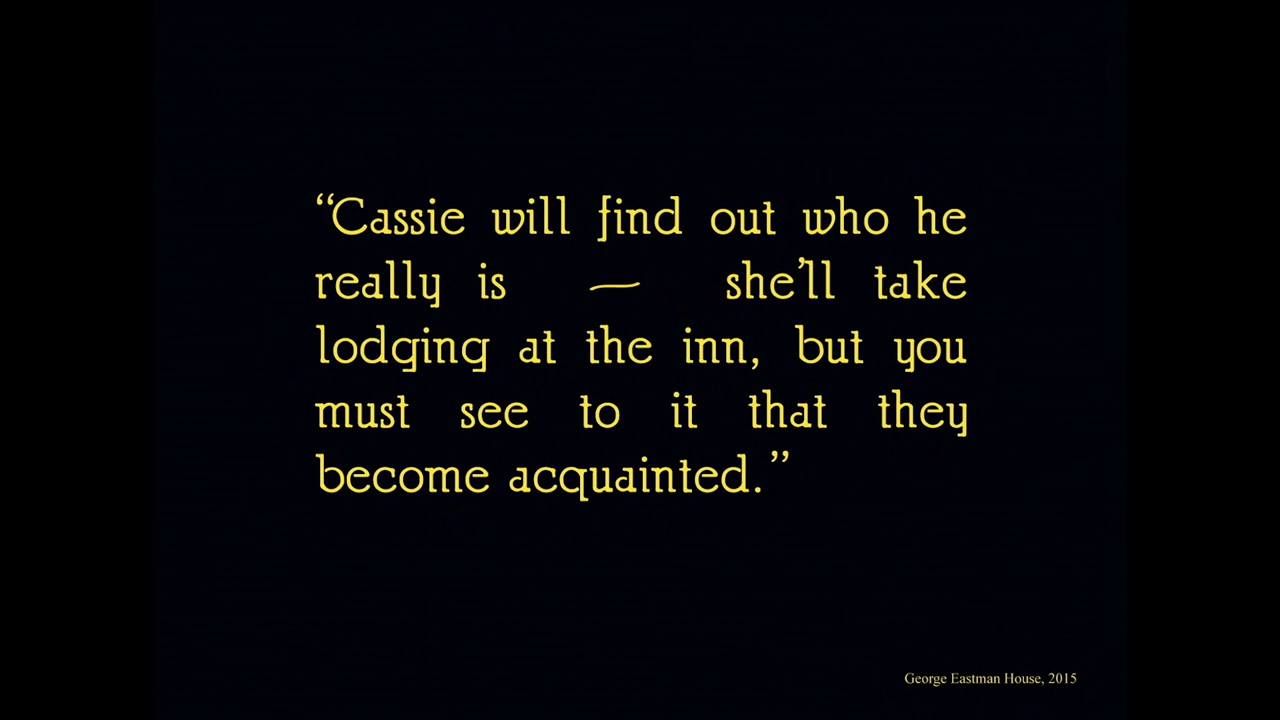 “Cassie will find out who he
really is — she’ll take
lodging at the inn, but you
must see to it that they
become acquainted.”
George Eastman House, 2015